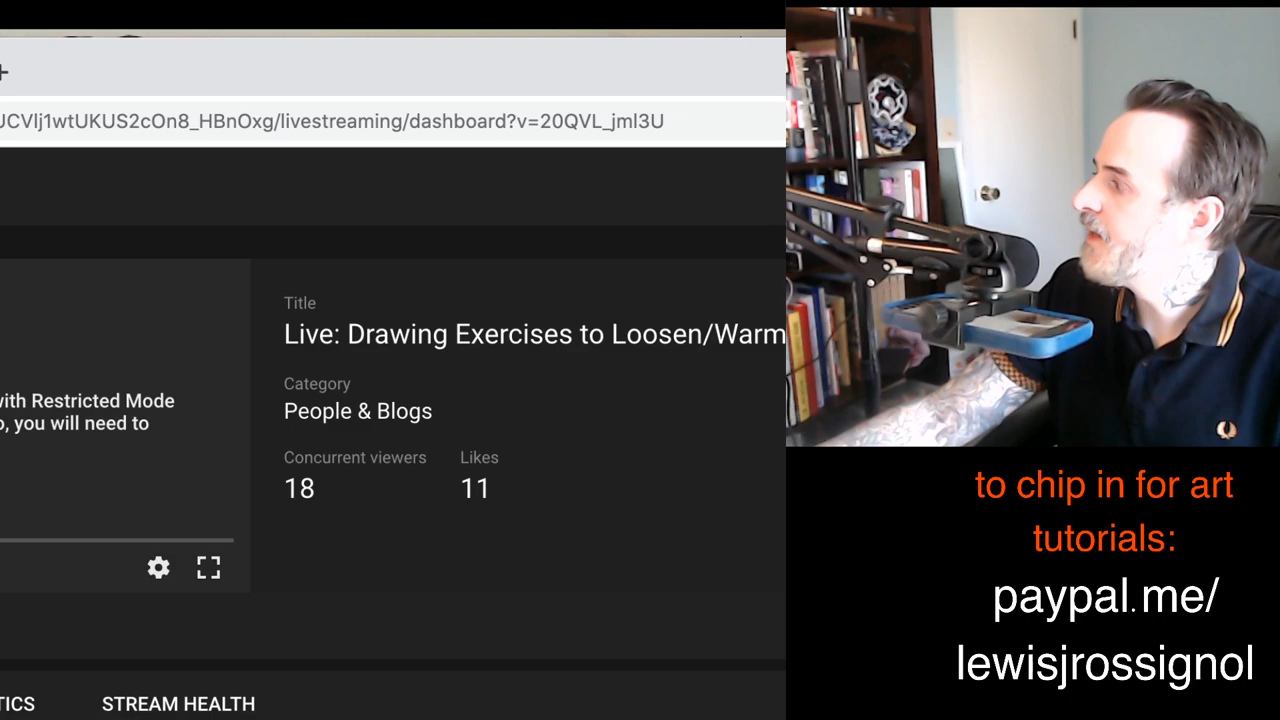 +
UCVlj1wtUKUS2cOn8_HBnOxg/livestreaming/dashboard?v=20QVL_jml3U
Title
Live: Drawing Exercises to Loosen/Warm
Category
People & Blogs
with Restricted Mode
o, you will need to
Concurrent viewers
Likes
18
11
TICS
STREAM HEALTH
to chip in for art
tutorials:
paypal.me/
lewisjrossignol